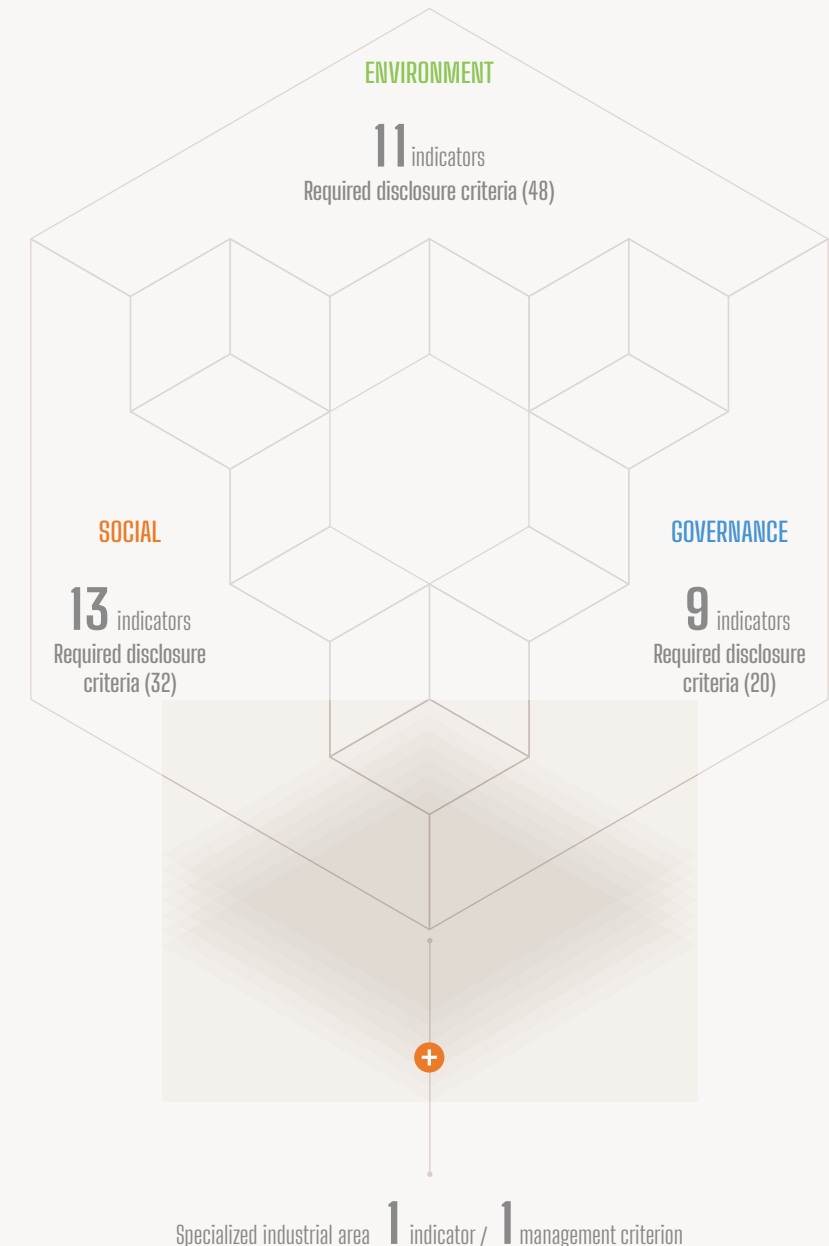 ENVIRONMENT
11 indicators
Required disclosure criteria (48)
SOCIAL
13 indicators
Required disclosure
criteria (32)
GOVERNANCE
9 indicators
Required disclosure
criteria (20)
Specialized industrial area 1 indicator / 1 management criterion